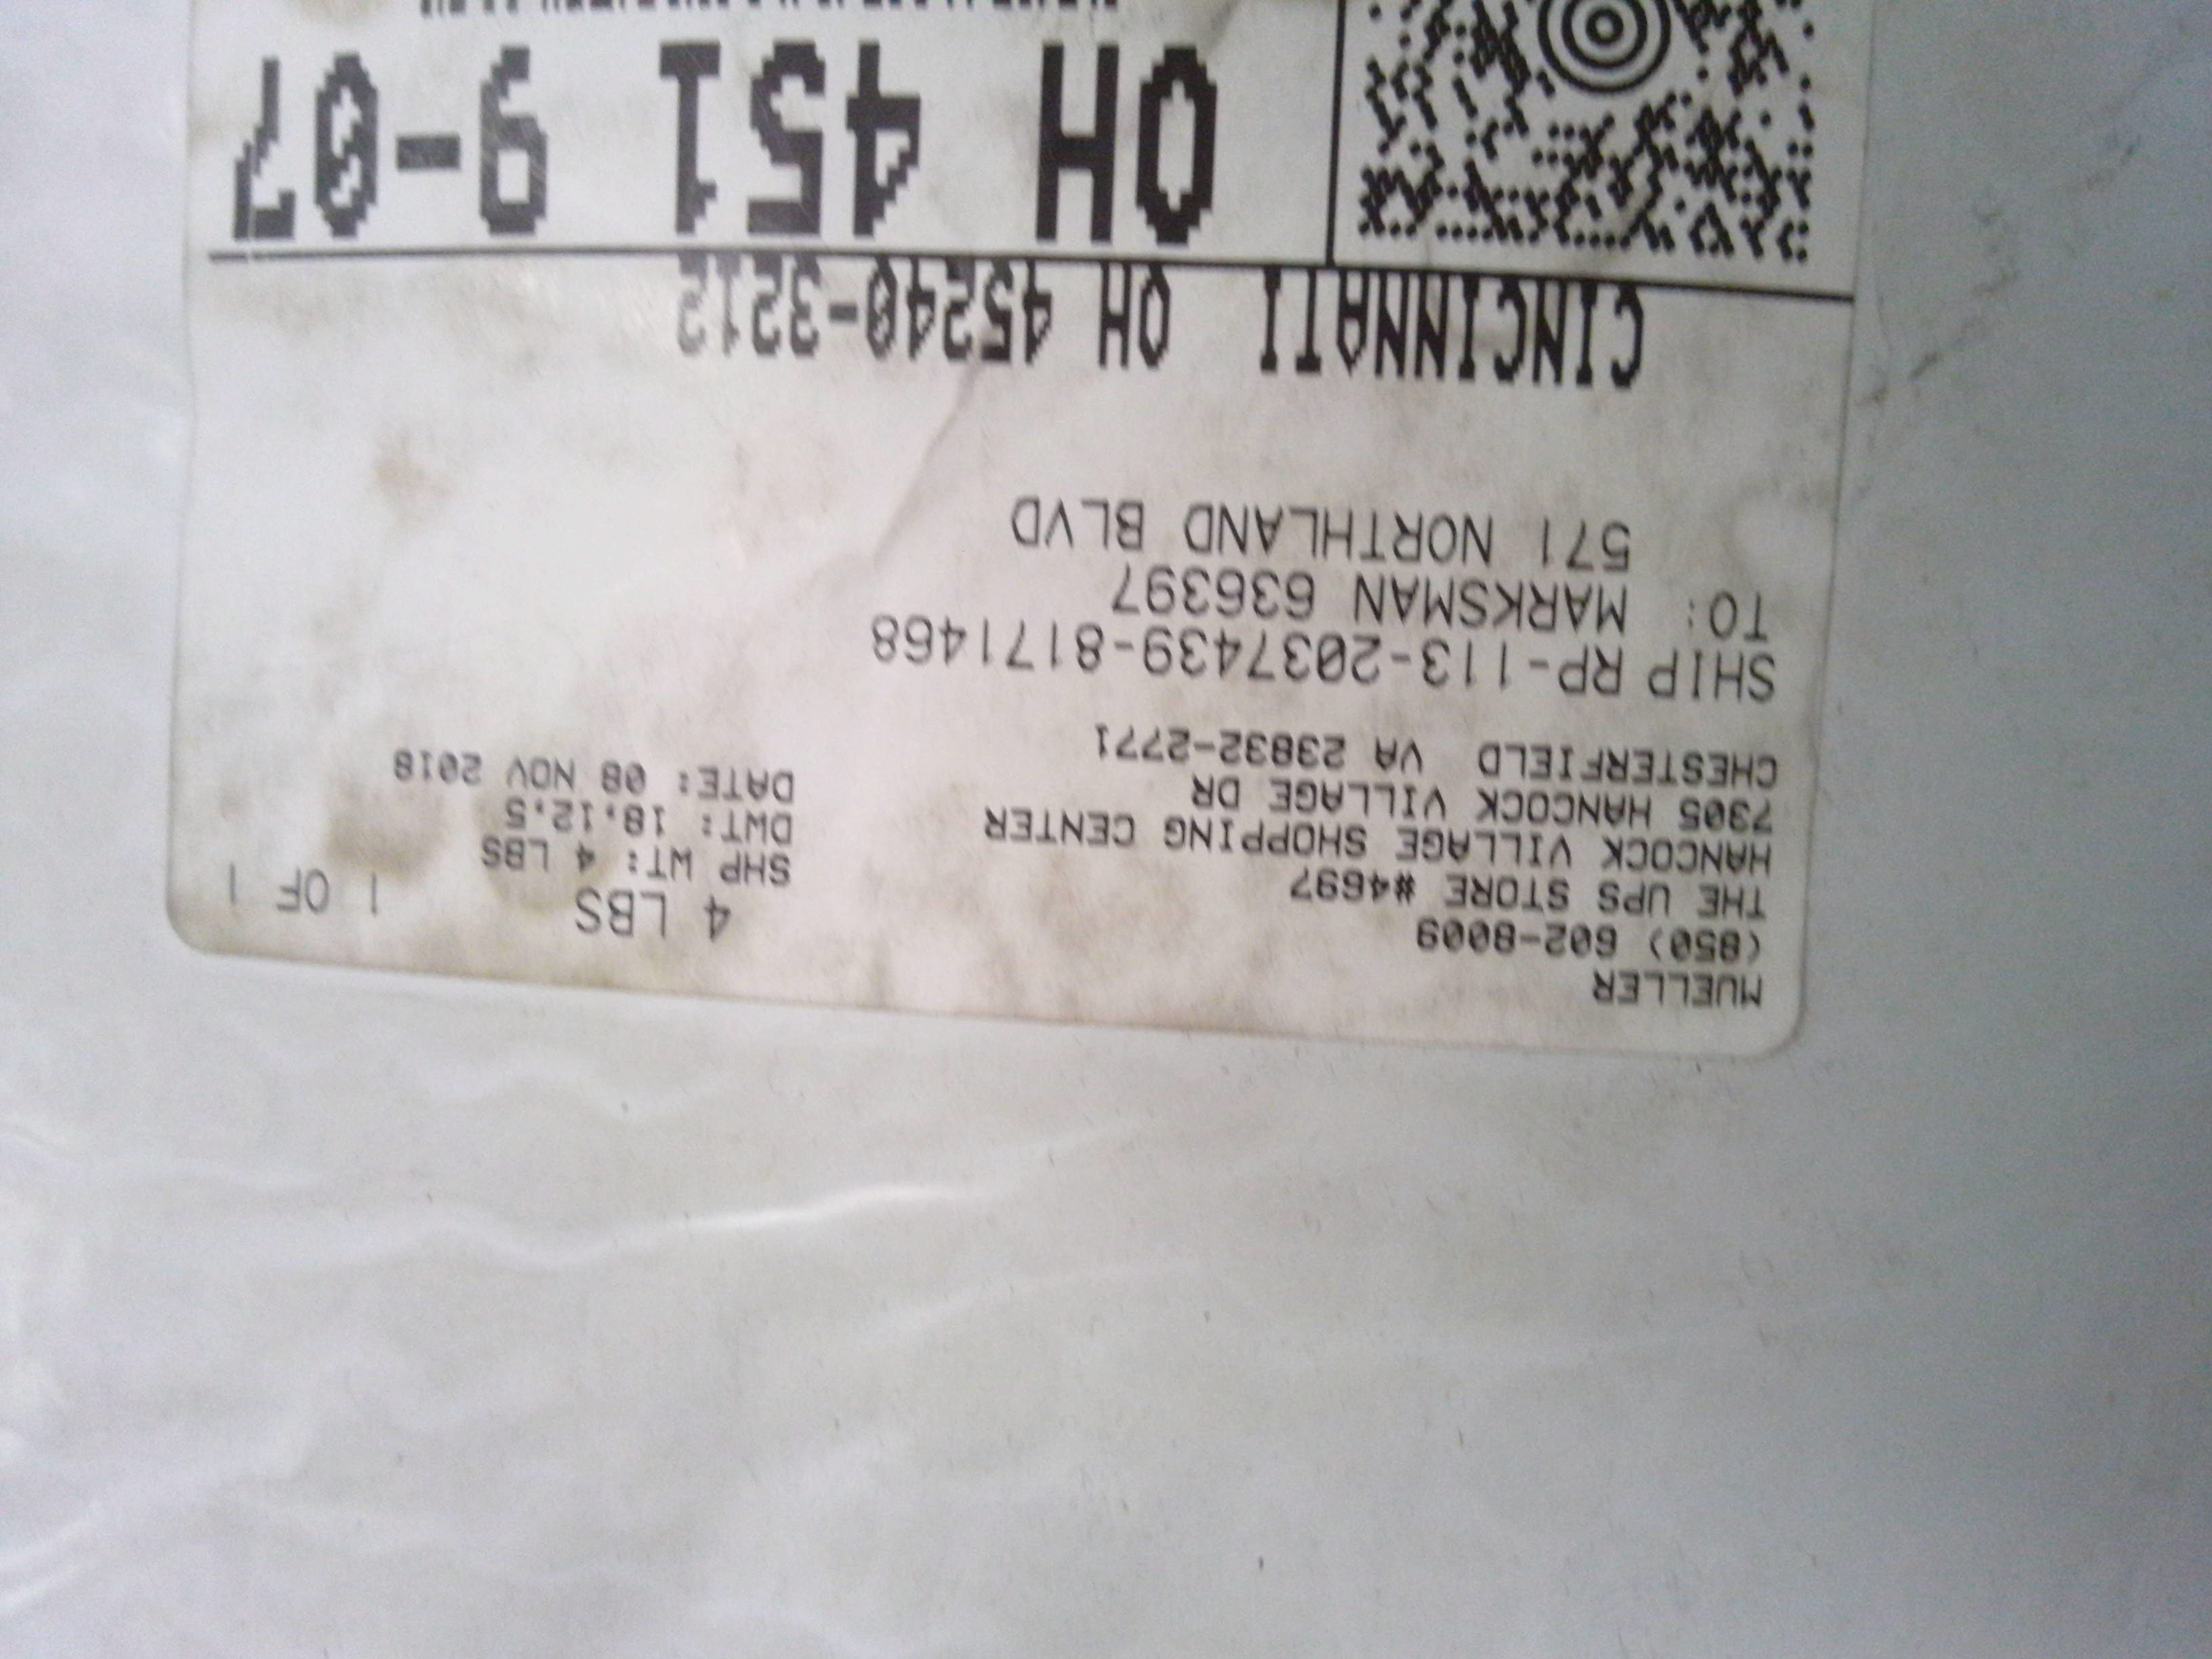 MUELLER
(850) 602-8009
THE UPS STORE #4697
HANCOCK VILLAGE SHOPPING CENTER
7305 HANCOCK VILLAGE DR
CHESTERFIELD VA 23832-2771
4 LBS
1 OF 1
SHP WT: 4 LBS
DWT: 18,12,5
DATE: 08 NOV 2018
SHIP RP-113-2037439-8171468
TO: MARKSMAN 636397
571 NORTHLAND BLVD
CINCINNATI OH 45240-3212
OH 451 9-07